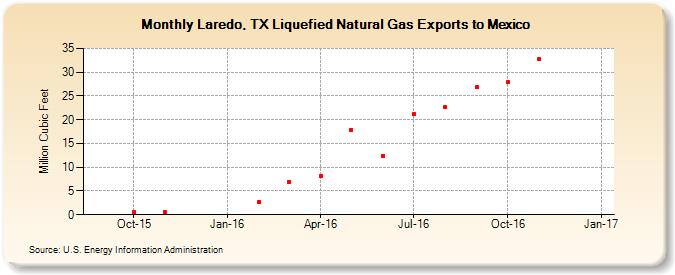 Monthly Laredo, TX Liquefied Natural Gas Exports to Mexico
Million Cubic Feet
35
30
25
20
15
10
5
0
Oct-15 Jan-16 Apr-16 Jul-16 Oct-16 Jan-17
Source: U.S. Energy Information Administration